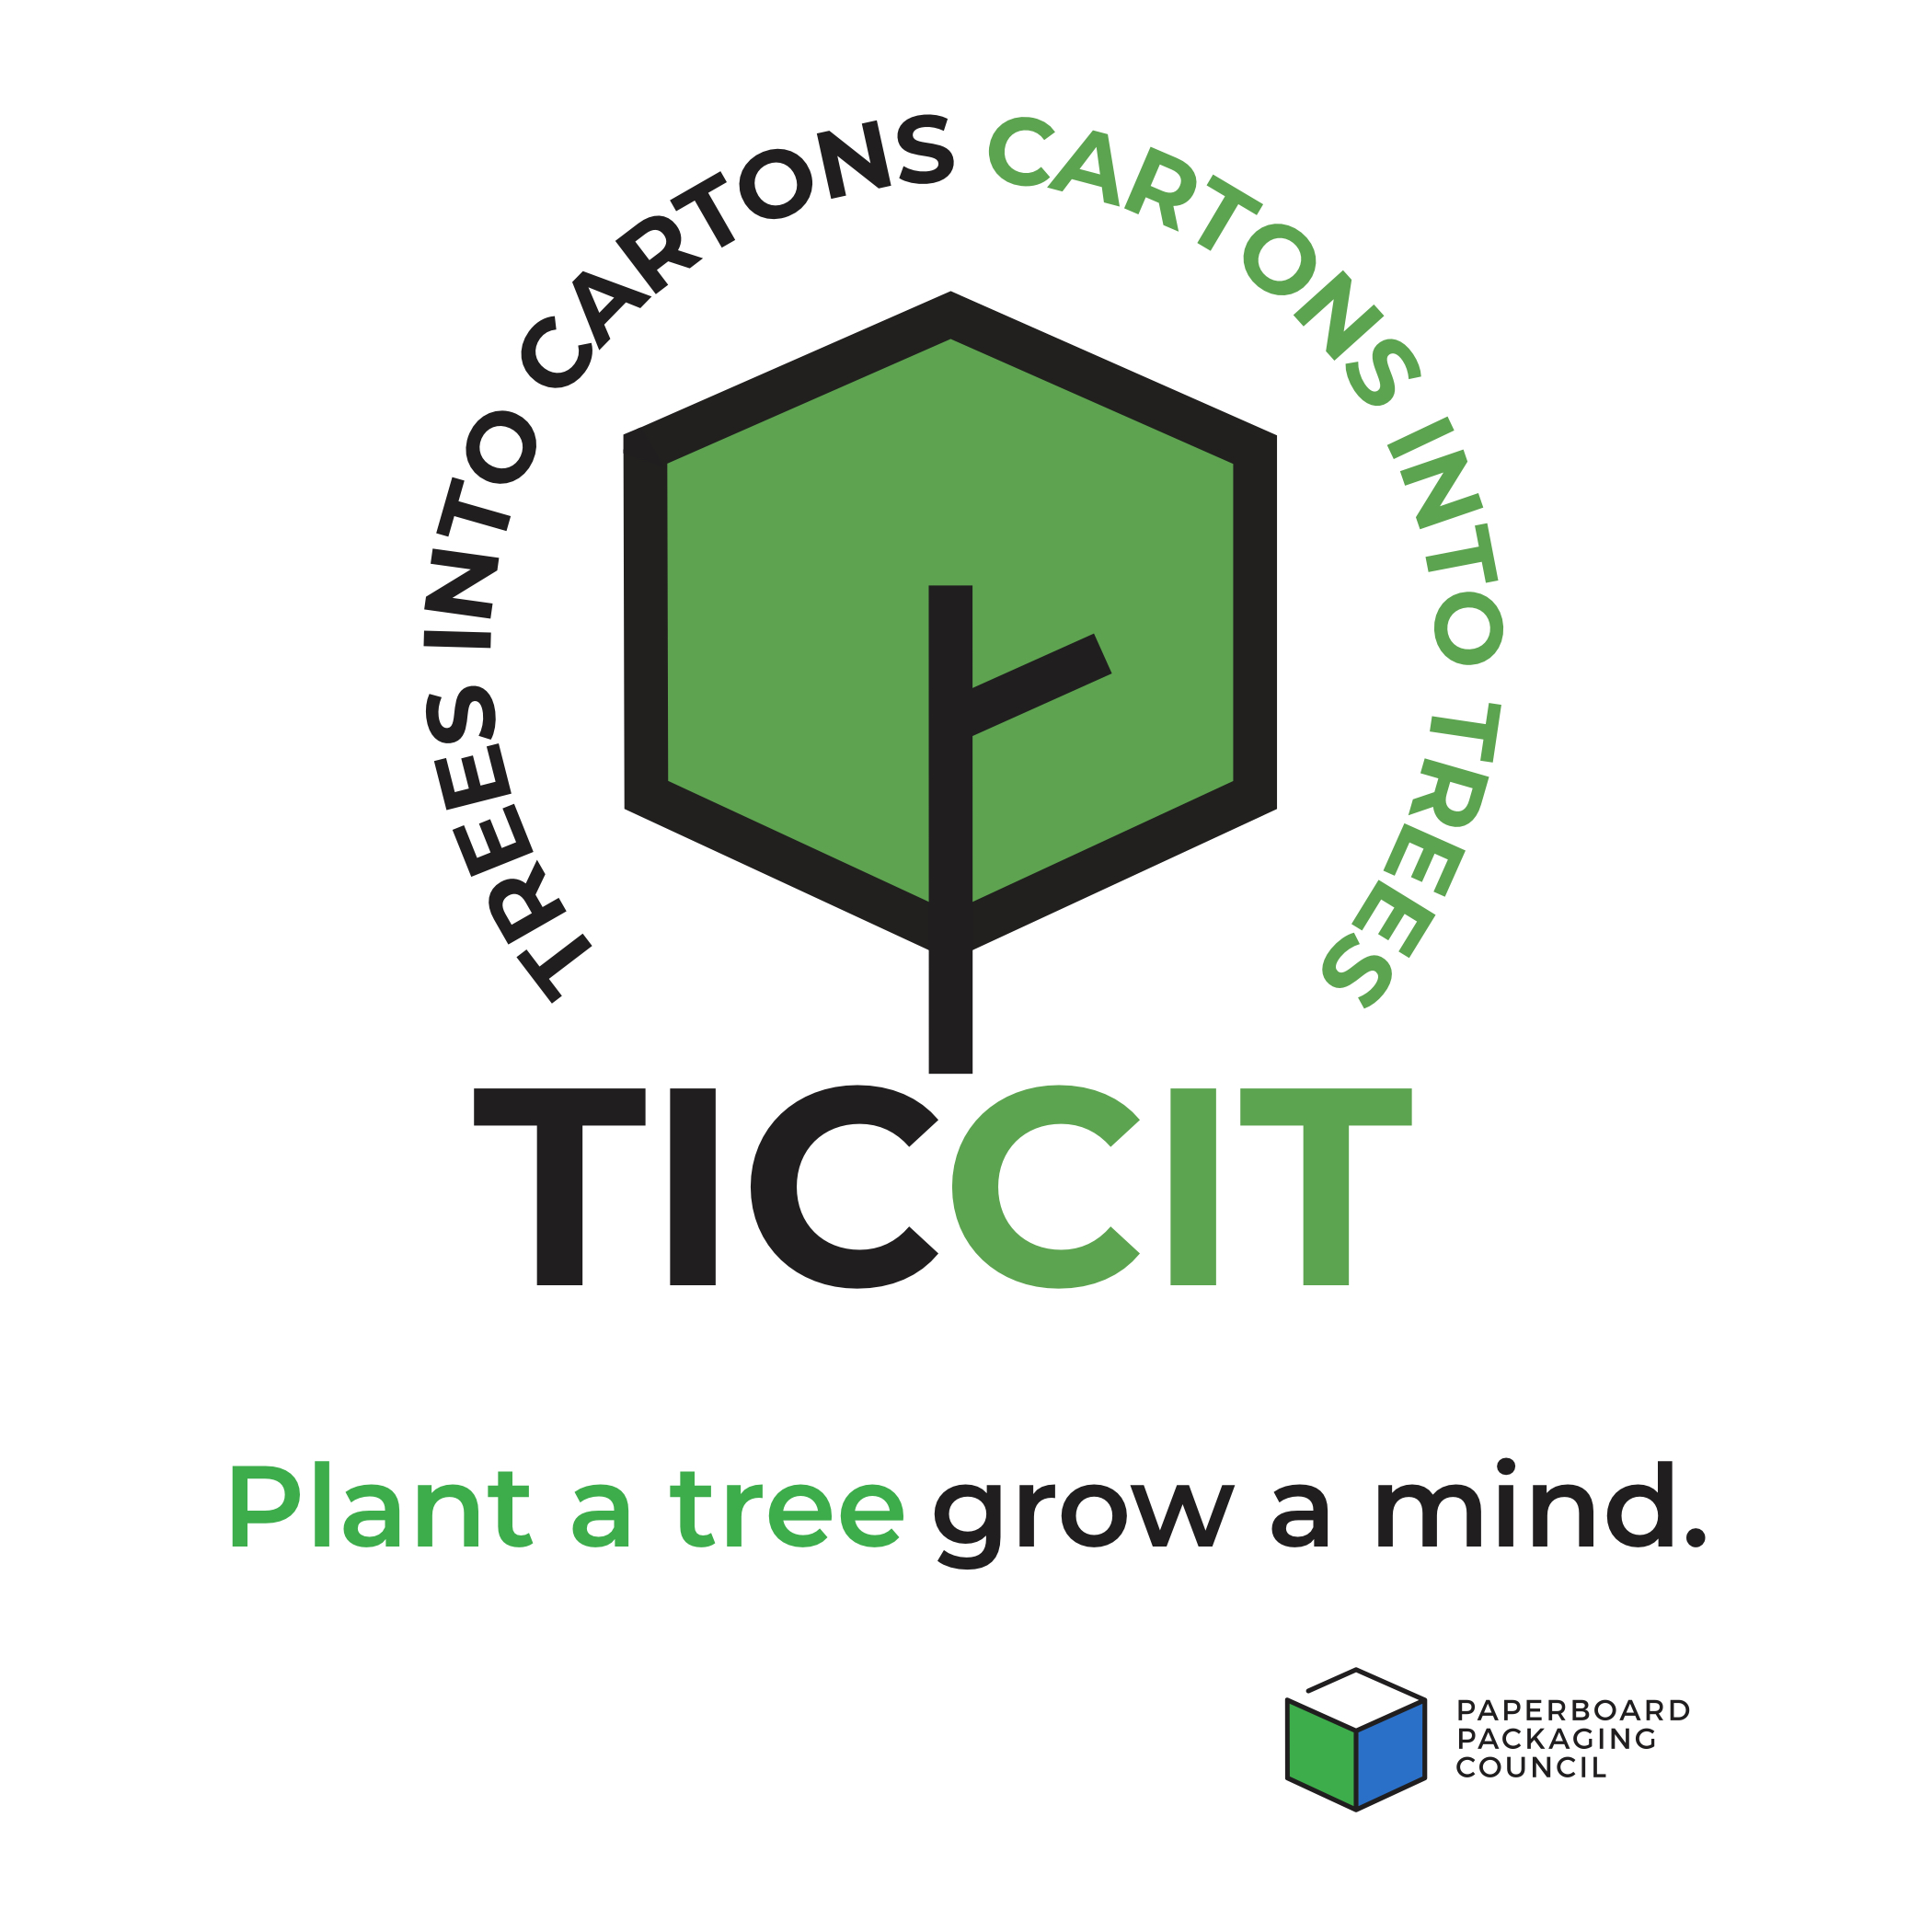 TREES INTO CARTONS CARTONS INTO TREES
TICCIT
Plant a tree grow a mind.
PAPERBOARD
PACKAGING
COUNCIL